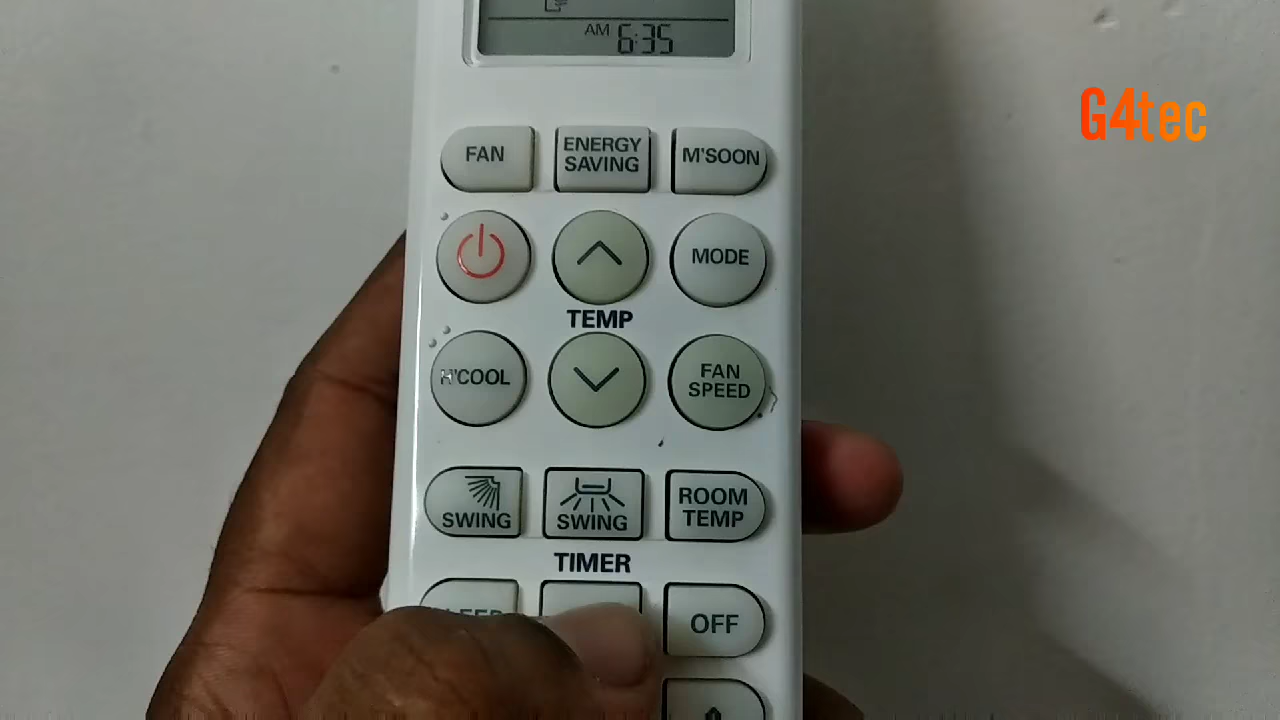 AM 6:35
G4tec
FAN
ENERGY
SAVING
M'SOON
MODE
TEMP
H'COOL
FAN
SPEED
SWING
SWING
ROOM
TEMP
TIMER
OFF